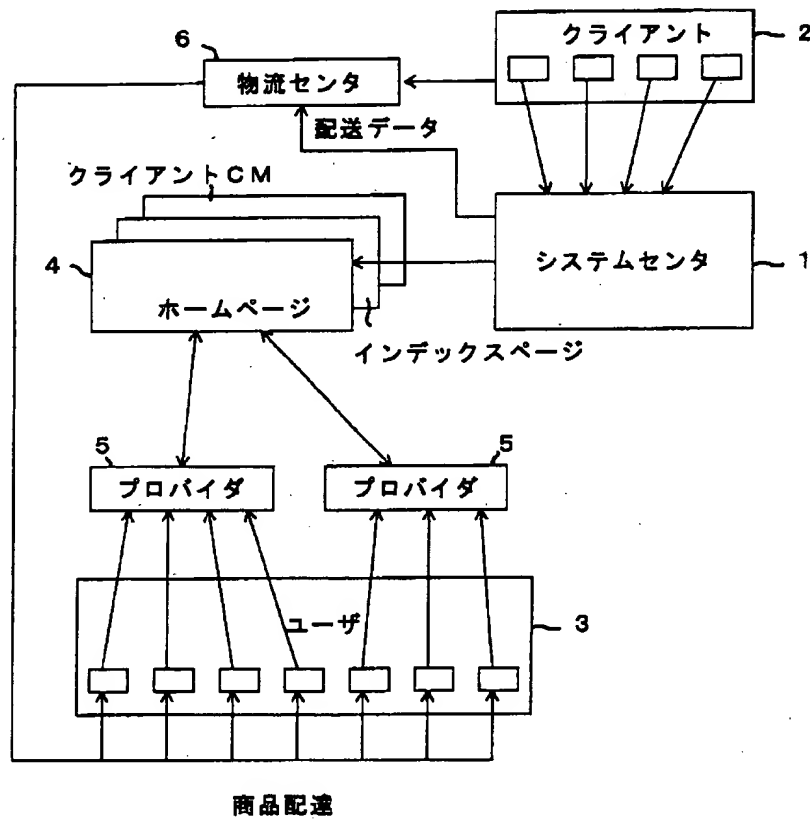 6
クライアント
2
物流センタ
配送データ
クライアントCM
4
システムセンタ
1
ホームページ
インデックスページ
5
5
プロバイダ
プロバイダ
ユーザ
3
商品配達